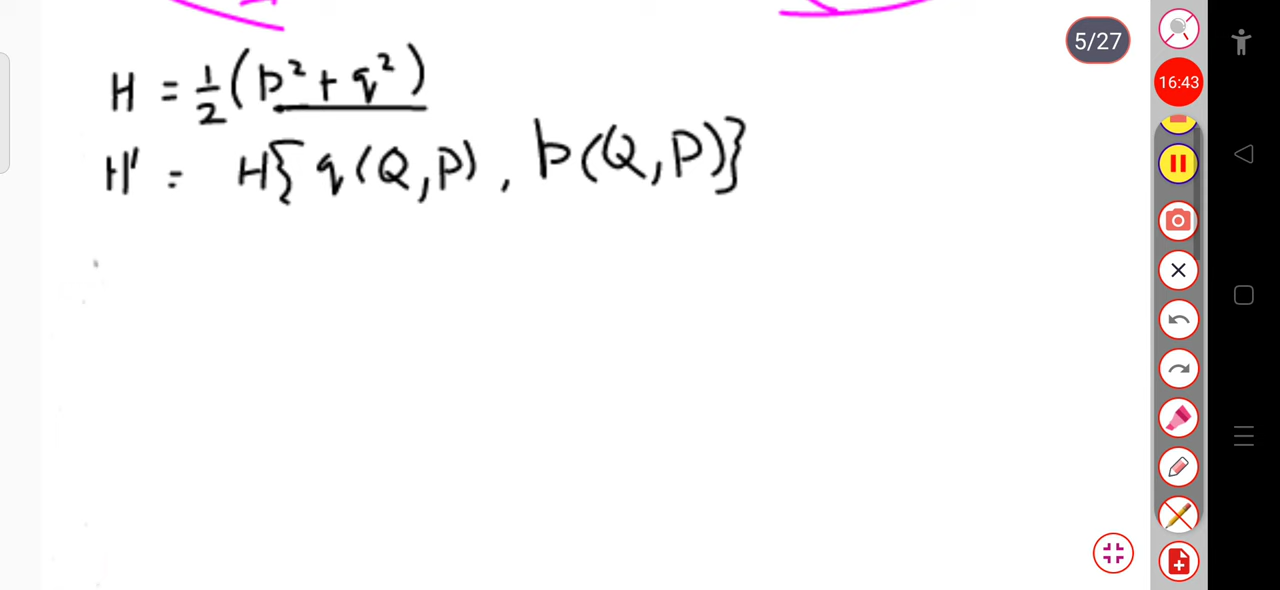 H = 1/2 (p² + q²)
H' = H{ q(Q,P) , p(Q,P)}
5/27
16:43